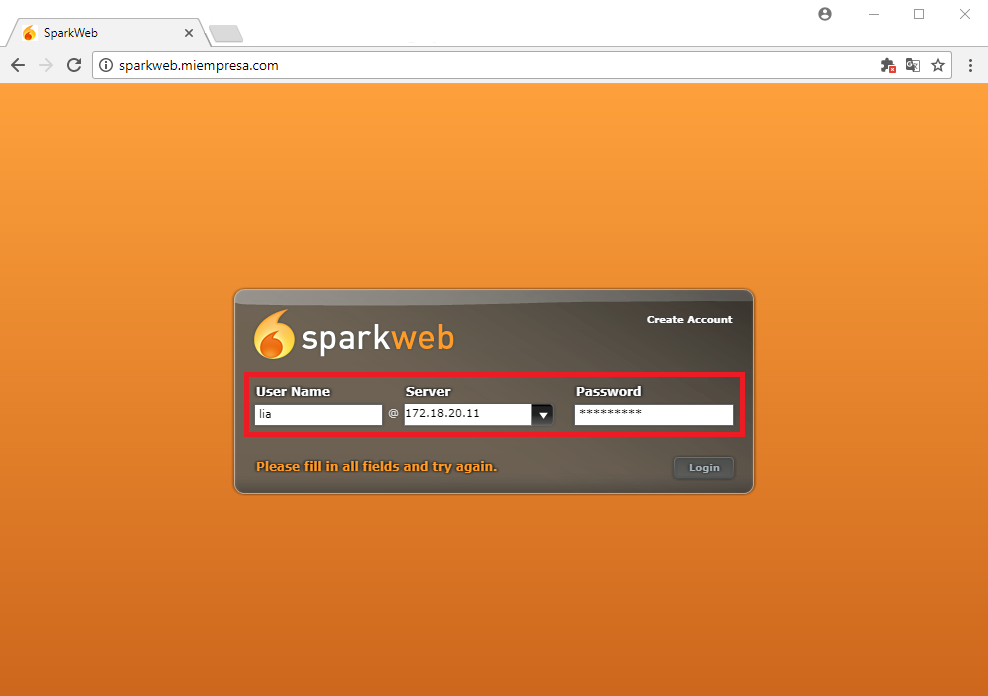 SparkWeb
sparkweb.miempresa.com
sparkweb
Create Account
User Name Server Password
lia @ 172.18.20.11 *********
Please fill in all fields and try again.
Login